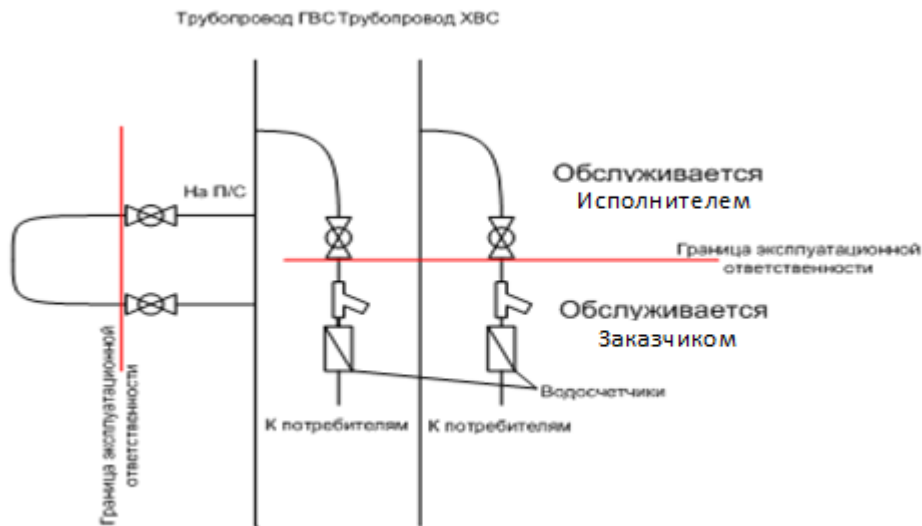 Трубопровод ГВС Трубопровод ХВС
На П/С
Обслуживается
Исполнителем
Граница эксплуатационной
ответственности
Обслуживается
Заказчиком
Водосчетчики
К потребителям
К потребителям
Граница эксплуатационной
ответственности